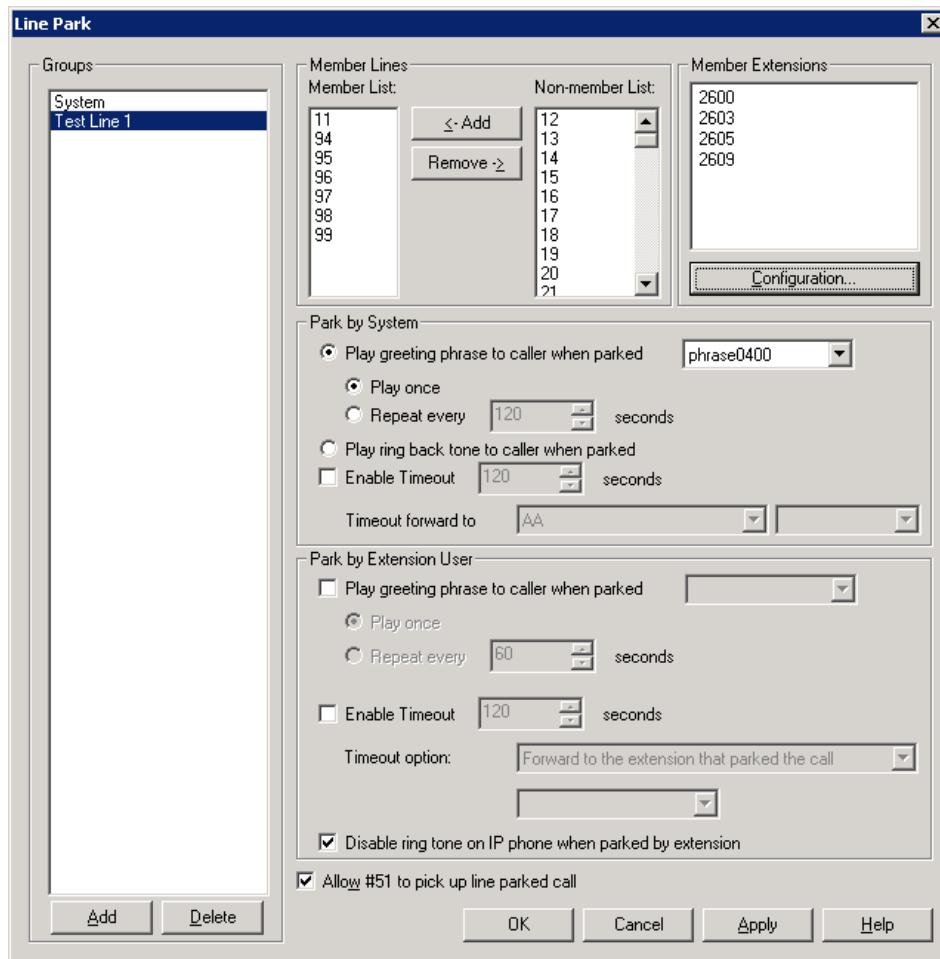 Line Park
Groups
System
Test Line 1
Add
Delete
Member Lines
Member List:
11
94
95
96
97
98
99
<- Add
Remove ->
Non-member List:
12
13
14
15
16
17
18
19
20
21
Member Extensions
2600
2603
2605
2609
Configuration...
Park by System
Play greeting phrase to caller when parked phrase0400
Play once
Repeat every 120 seconds
Play ring back tone to caller when parked
Enable Timeout 120 seconds
Timeout forward to AA
Park by Extension User
Play greeting phrase to caller when parked
Play once
Repeat every 60 seconds
Enable Timeout 120 seconds
Timeout option: Forward to the extension that parked the call
Disable ring tone on IP phone when parked by extension
Allow #51 to pick up line parked call
OK Cancel Apply Help